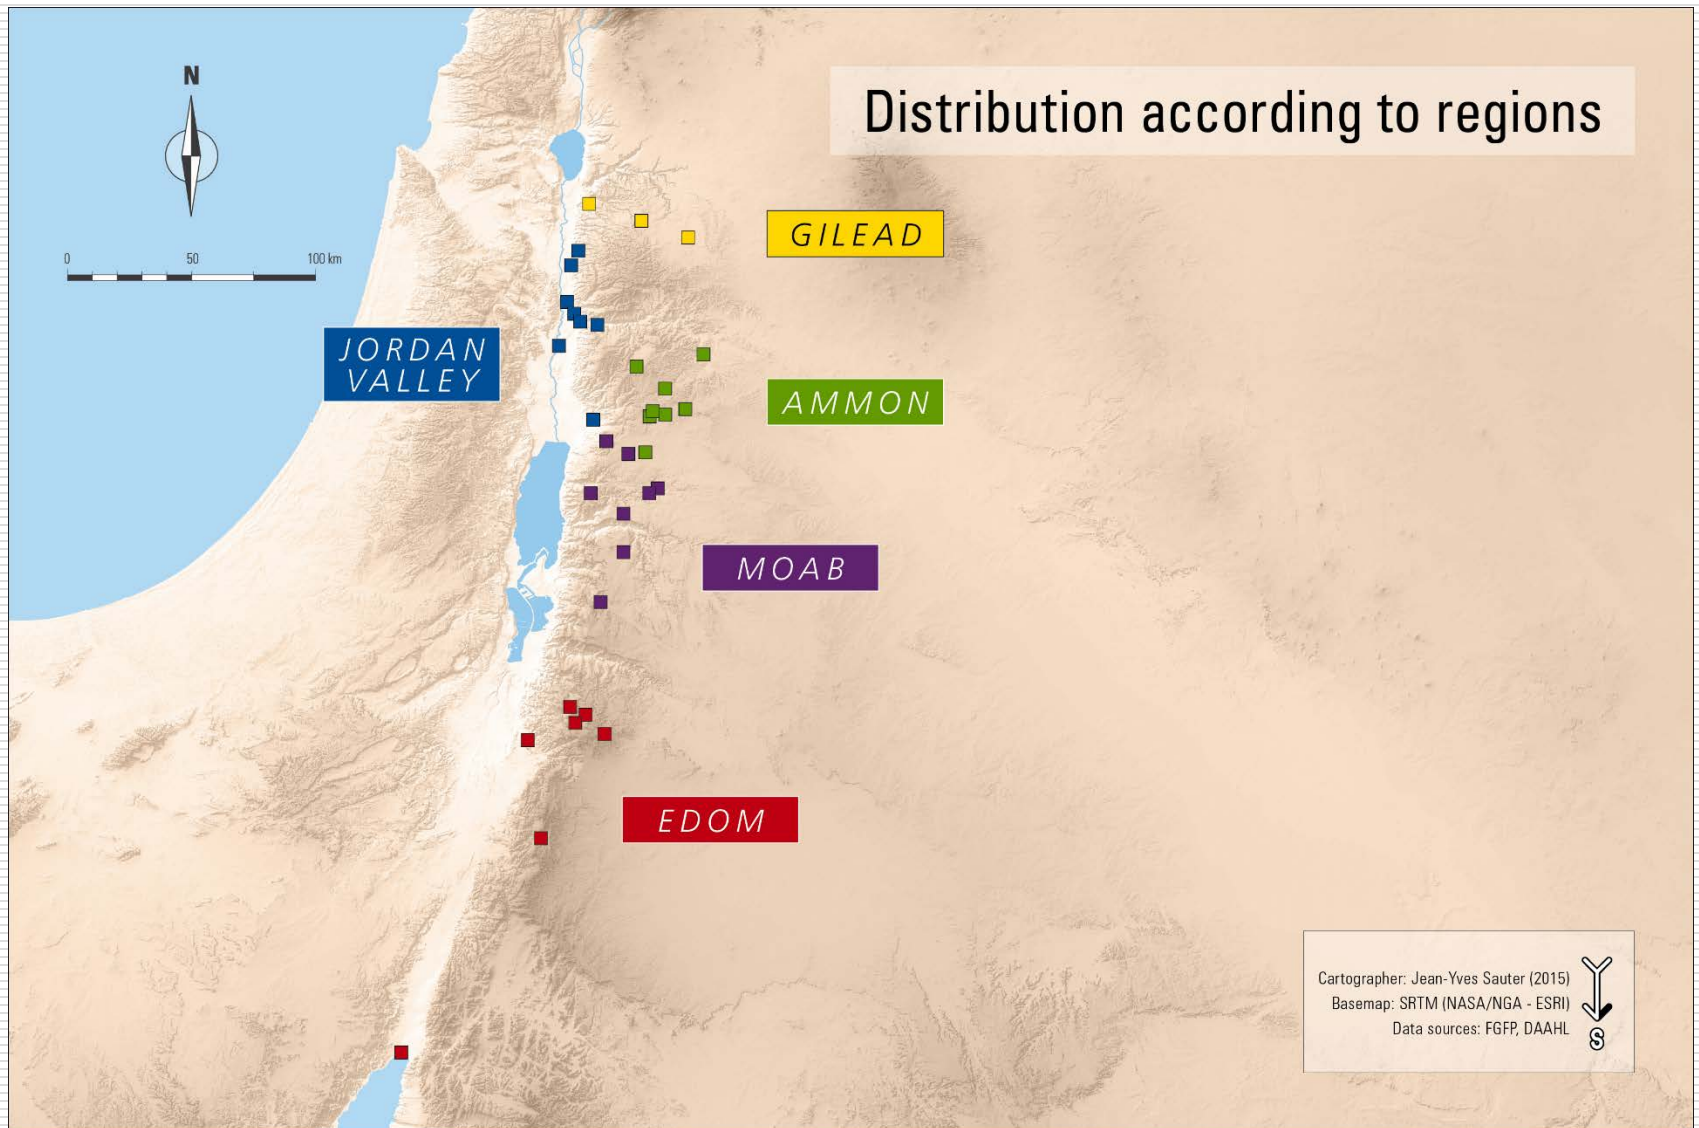 N
Distribution according to regions
0 50 100 km
GILEAD
JORDAN
VALLEY
AMMON
MOAB
EDOM
Cartographer: Jean-Yves Sauter (2015)
Basemap: SRTM (NASA/NGA - ESRI)
Data sources: FGFP, DAAHL
S